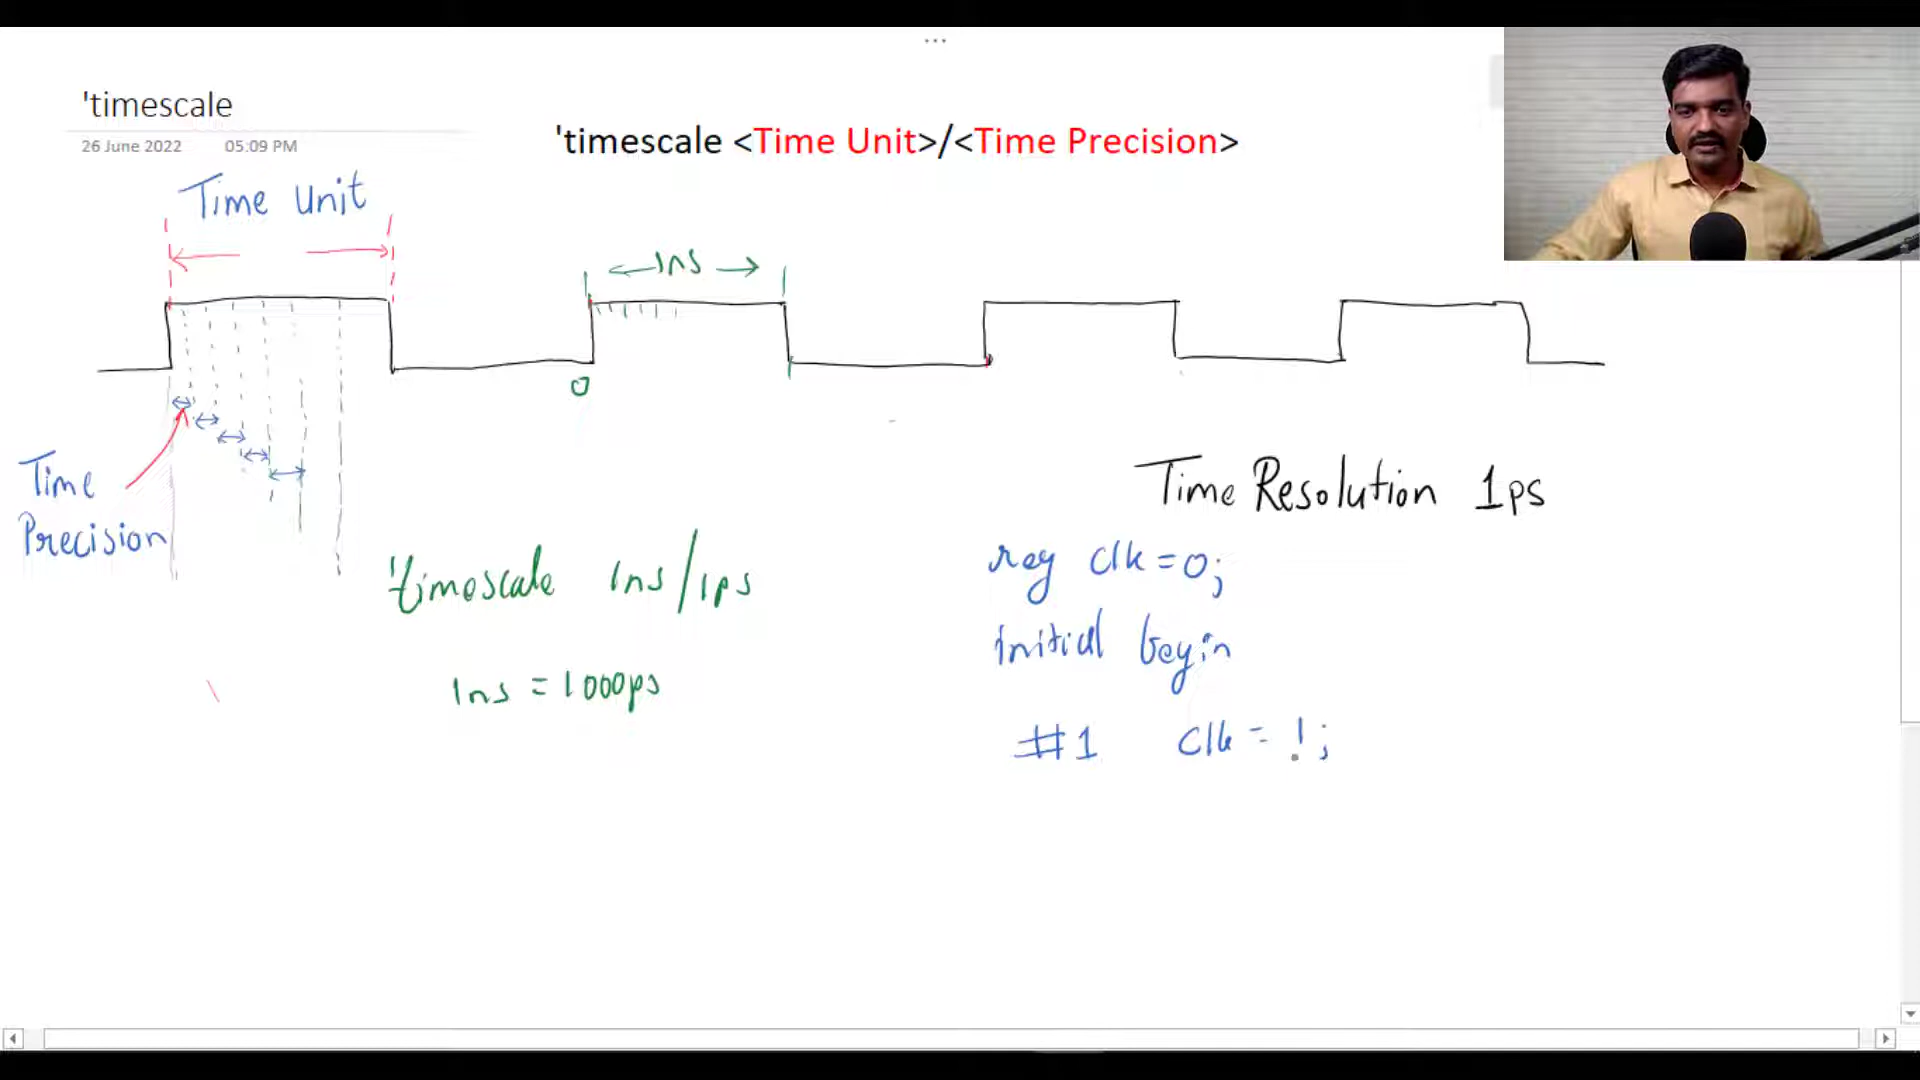 'timescale
26 June 2022 05:09 PM
'timescale <Time Unit>/<Time Precision>
Time Unit
1ns
0
Time
Precision
Time Resolution 1ps
'timescale 1ns/1ps
reg clk=0;
initial begin
1ns = 1000ps
#1 clk = 1;